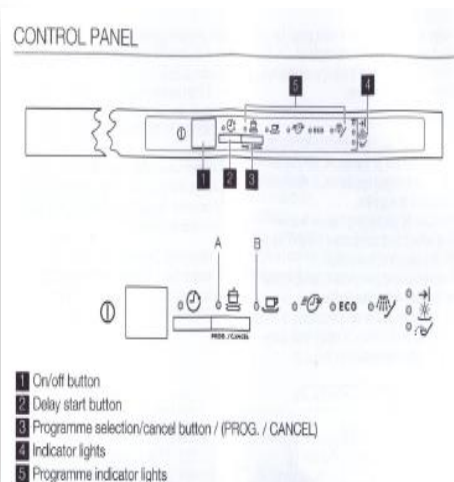 CONTROL PANEL
5 4
ECO
1 2 3
A B
ECO
PROG. / CANCEL
1 On/off button
2 Delay start button
3 Programme selection/cancel button / (PROG. / CANCEL)
4 Indicator lights
5 Programme indicator lights